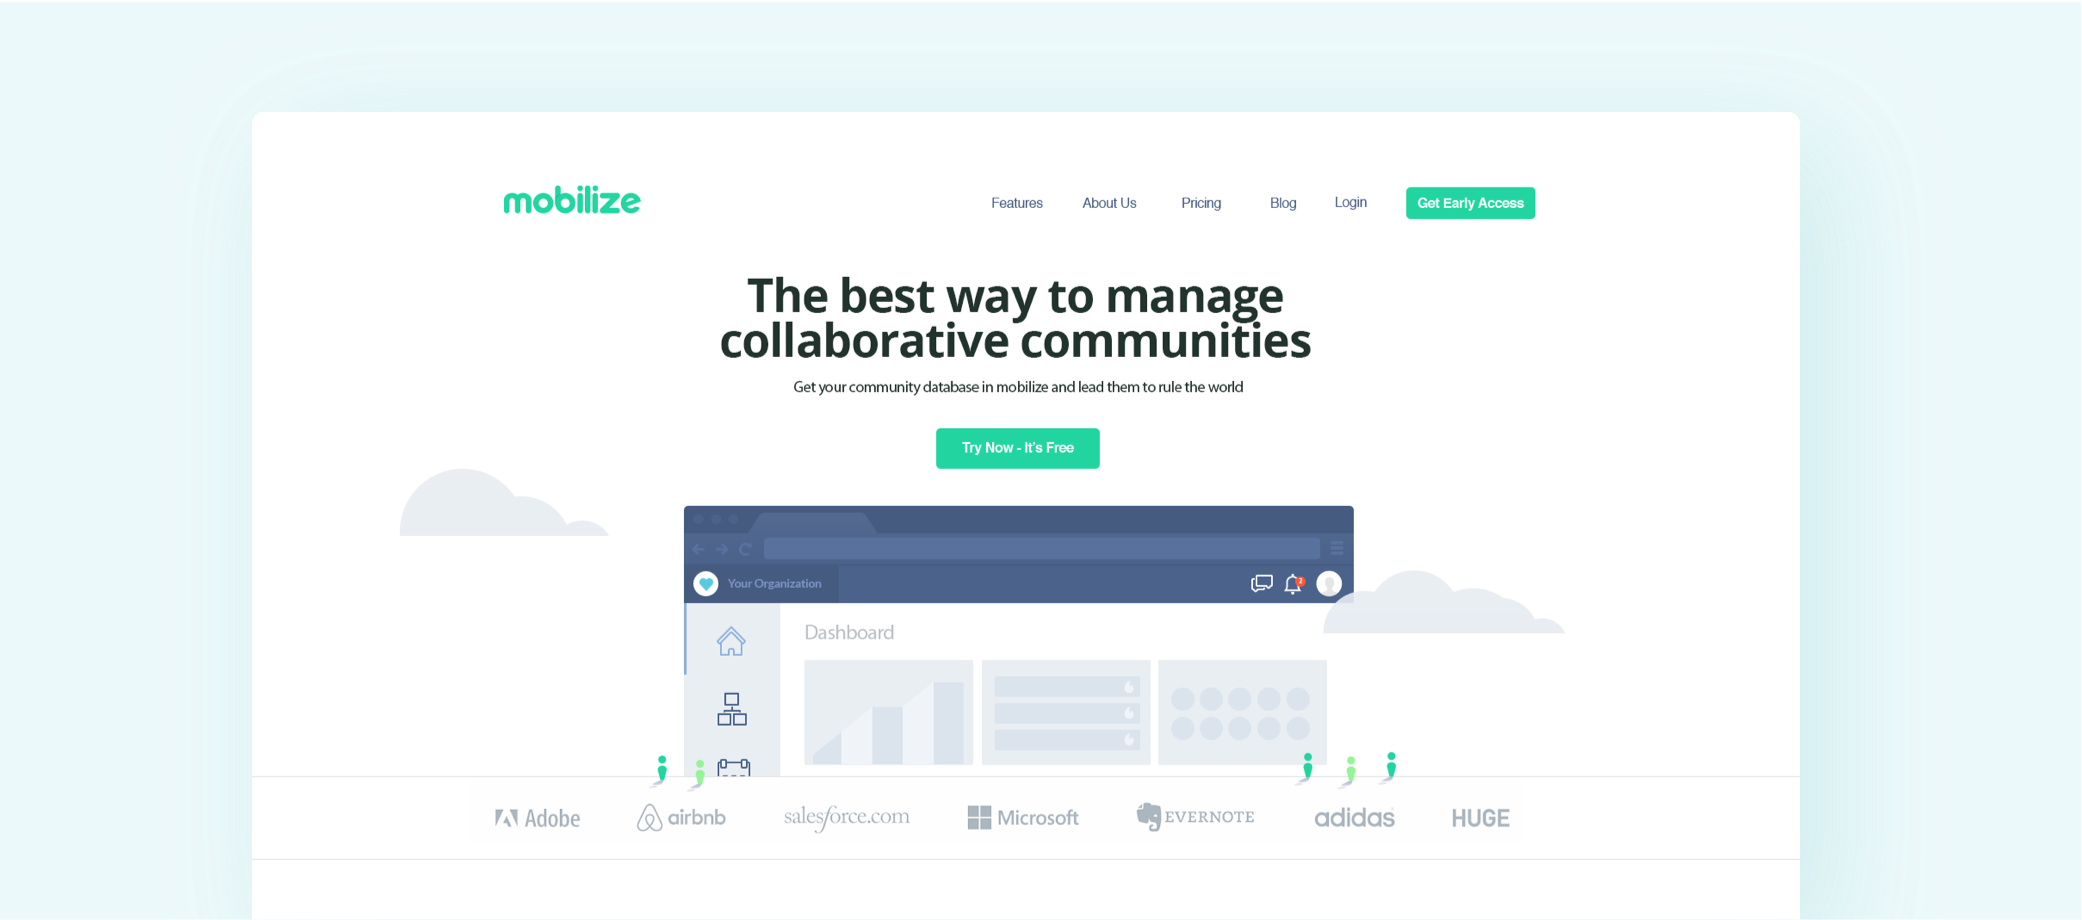 mobilize
Features About Us Pricing Blog Login Get Early Access
The best way to manage
collaborative communities
Get your community database in mobilize and lead them to rule the world
Try Now - It's Free
Your Organization
2
Dashboard
Adobe airbnb salesforce.com Microsoft EVERNOTE adidas HUGE